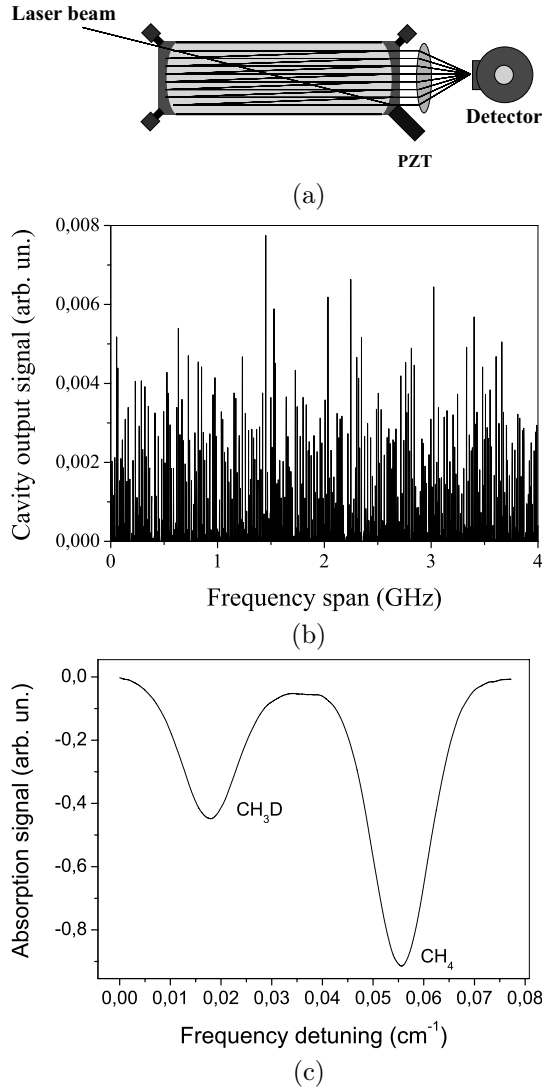 Laser beam
Detector
PZT
(a)
Cavity output signal (arb. un.)
0,008
0,006
0,004
0,002
0,000
0 1 2 3 4
Frequency span (GHz)
(b)
Absorption signal (arb. un.)
0,0
-0,2
-0,4
-0,6
-0,8
CH₃D
CH₄
0,00 0,01 0,02 0,03 0,04 0,05 0,06 0,07 0,08
Frequency detuning (cm⁻¹)
(c)